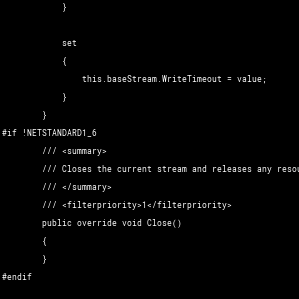 }
set
{
this.baseStream.WriteTimeout = value;
}
}
#if !NETSTANDARD1_6
/// <summary>
/// Closes the current stream and releases any
/// </summary>
/// <filterpriority>1</filterpriority>
public override void Close()
{
}
#endif